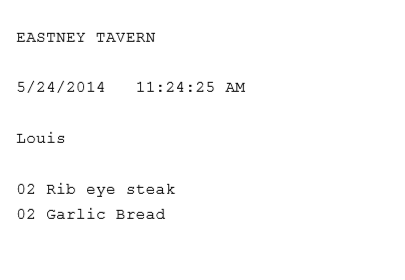 EASTNEY TAVERN
5/24/2014   11:24:25 AM
Louis
02 Rib eye steak
02 Garlic Bread